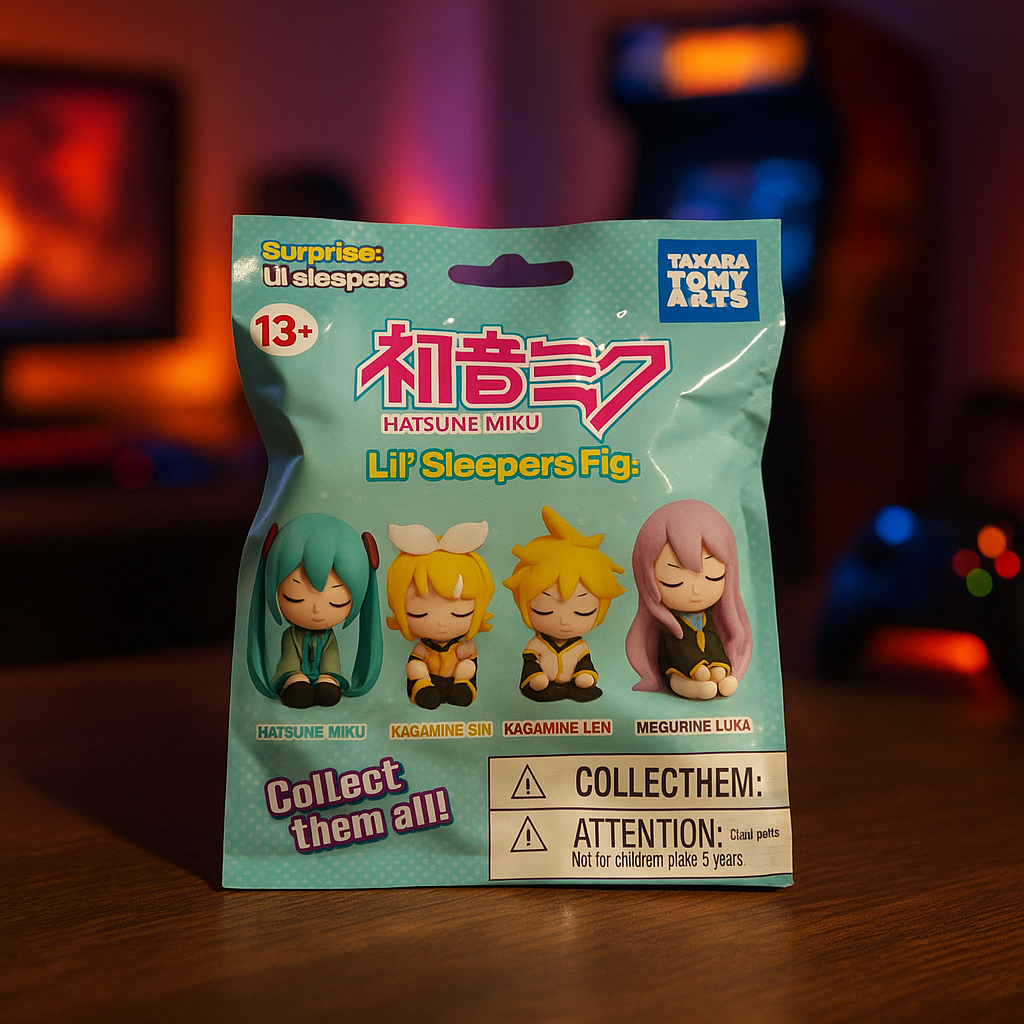 Surprise:
Lil slespers
TAXARA
TOMY
ARTS
13+
初音ミク
HATSUNE MIKU
Lil' Sleepers Fig:
HATSUNE MIKU
KAGAMINE SIN
KAGAMINE LEN
MEGURINE LUKA
Collect
them all!
COLLECTHEM:
ATTENTION: Ctanl petts
Not for childrem plake 5 years.